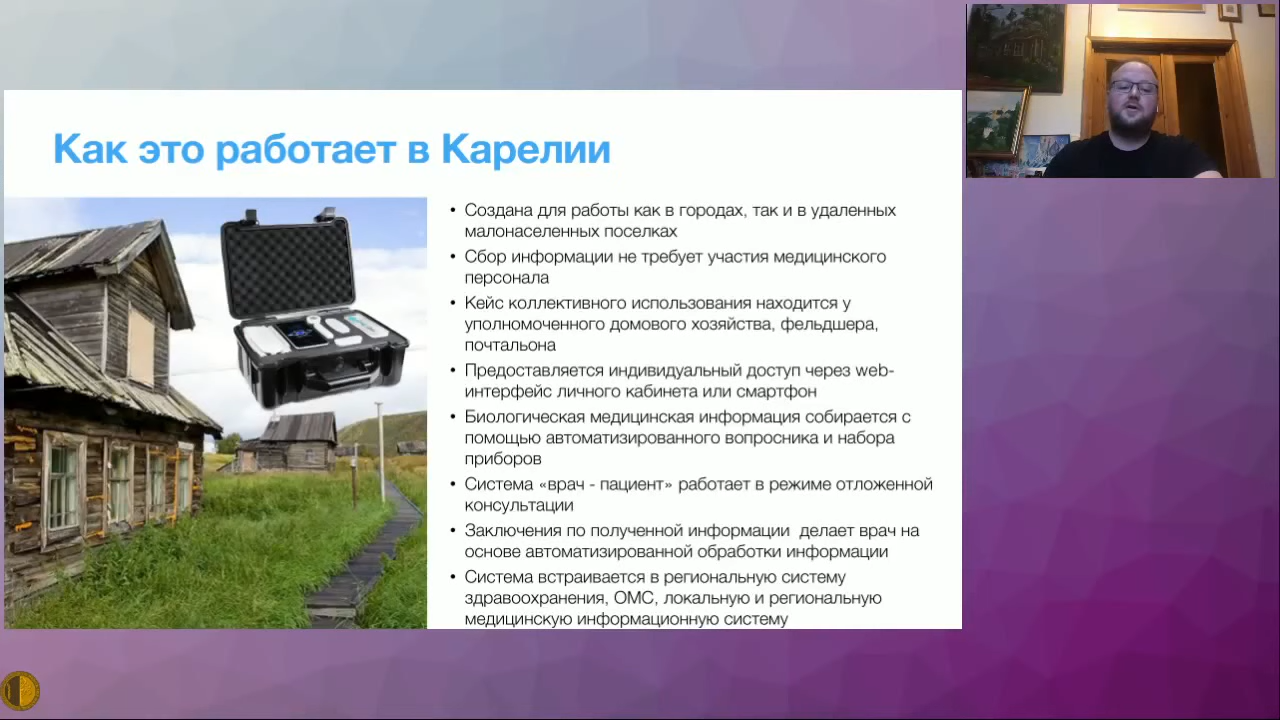 Как это работает в Карелии
• Создана для работы как в городах, так и в удаленных
малонаселенных поселках
• Сбор информации не требует участия медицинского
персонала
• Кейс коллективного использования находится у
уполномоченного домового хозяйства, фельдшера,
почтальона
• Предоставляется индивидуальный доступ через web-
интерфейс личного кабинета или смартфон
• Биологическая медицинская информация собирается с
помощью автоматизированного вопросника и набора
приборов
• Система «врач - пациент» работает в режиме отложенной
консультации
• Заключения по полученной информации  делает врач на
основе автоматизированной обработки информации
• Система встраивается в региональную систему
здравоохранения, ОМС, локальную и региональную
медицинскую информационную систему